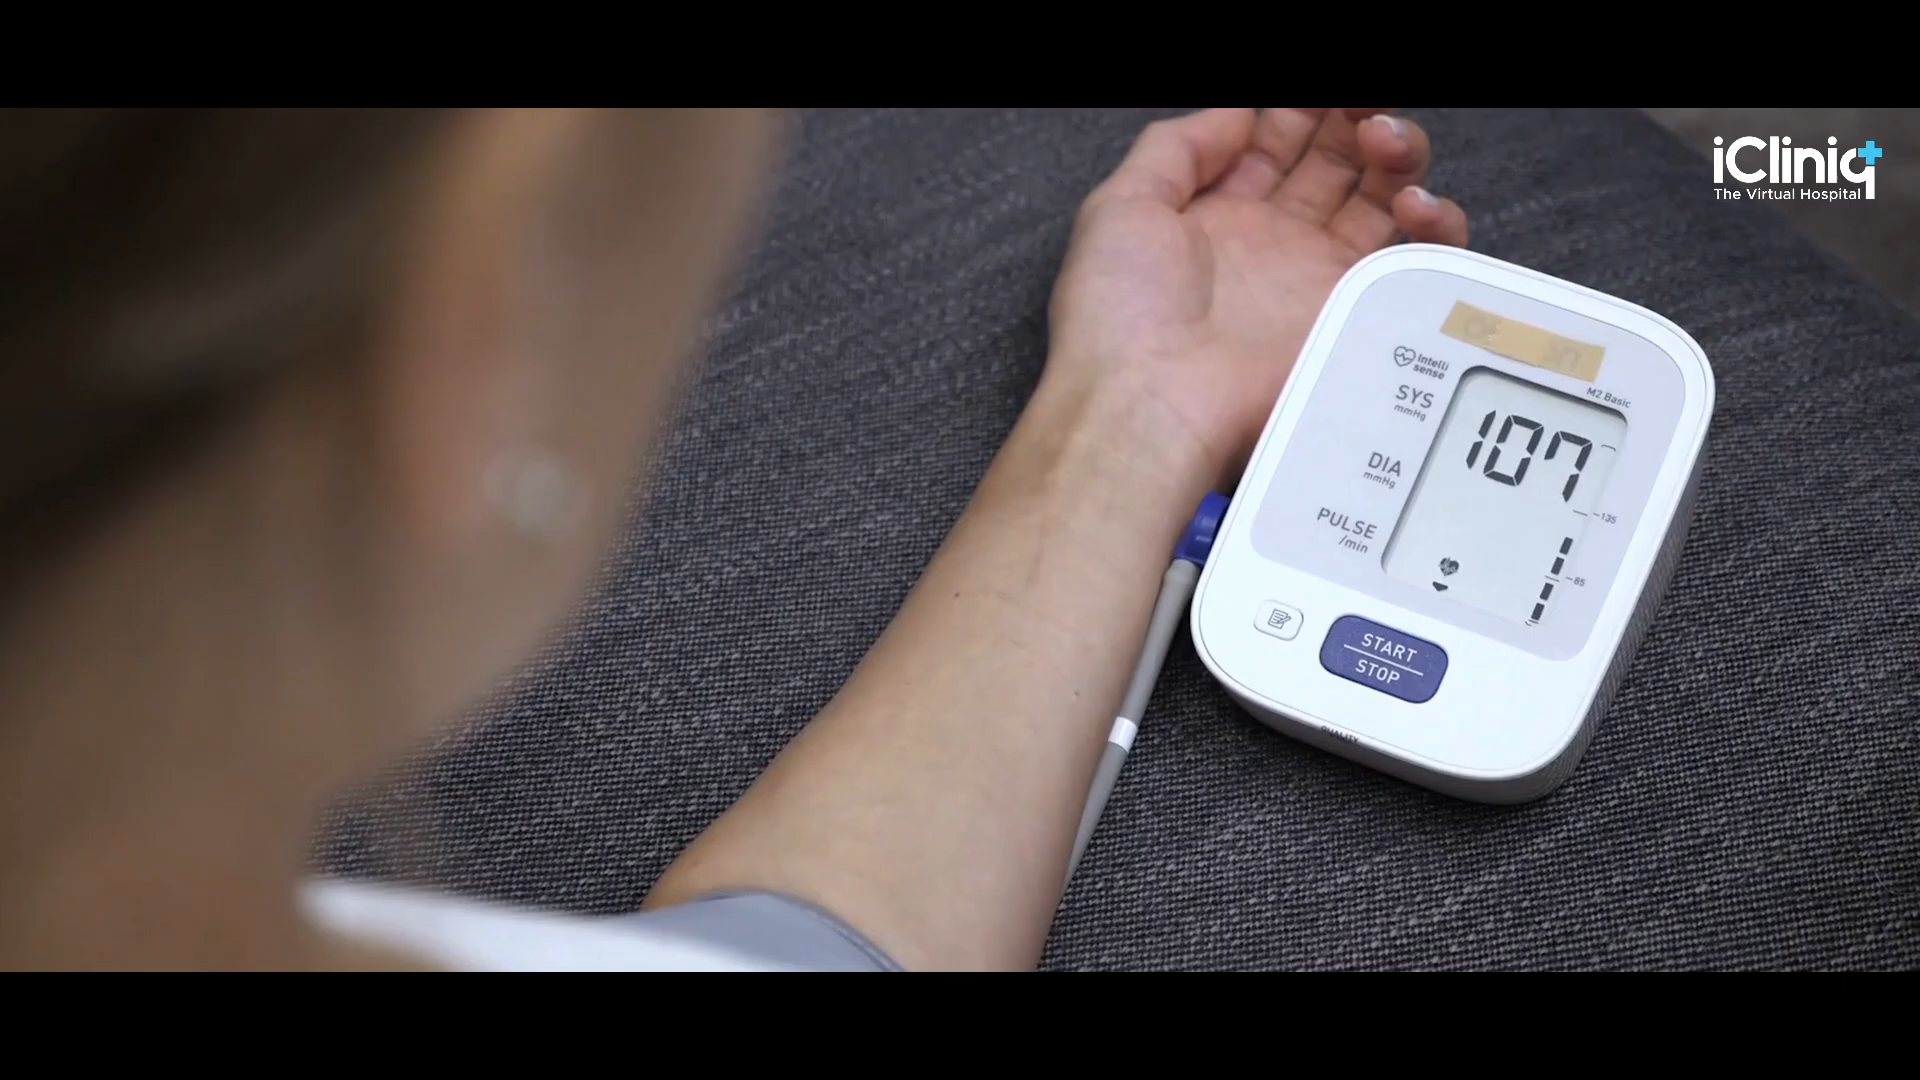 iCliniq
The Virtual Hospital
Intelli
sense
M2 Basic
SYS
mmHg
107
DIA
mmHg
135
PULSE
/min
85
START
STOP
QUALITY